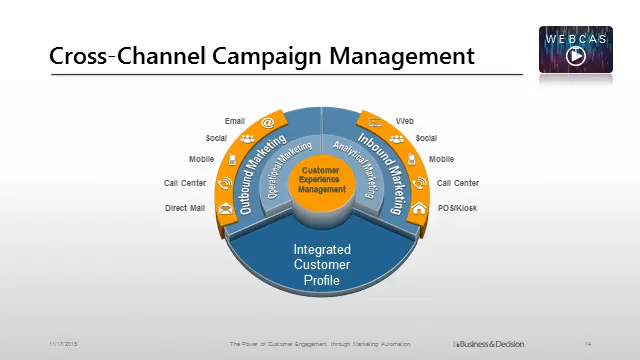 WEBCAS
Cross-Channel Campaign Management
Email
Social
Mobile
Call Center
Direct Mail
Outbound Marketing
Operational Marketing
@
Customer
Experience
Management
Analytical Marketing
Inbound Marketing
Web
Social
Mobile
Call Center
POS/Kiosk
Integrated
Customer
Profile
11/17/2015
The Power of Customer Engagement, through Marketing Automation
Business & Decision
14